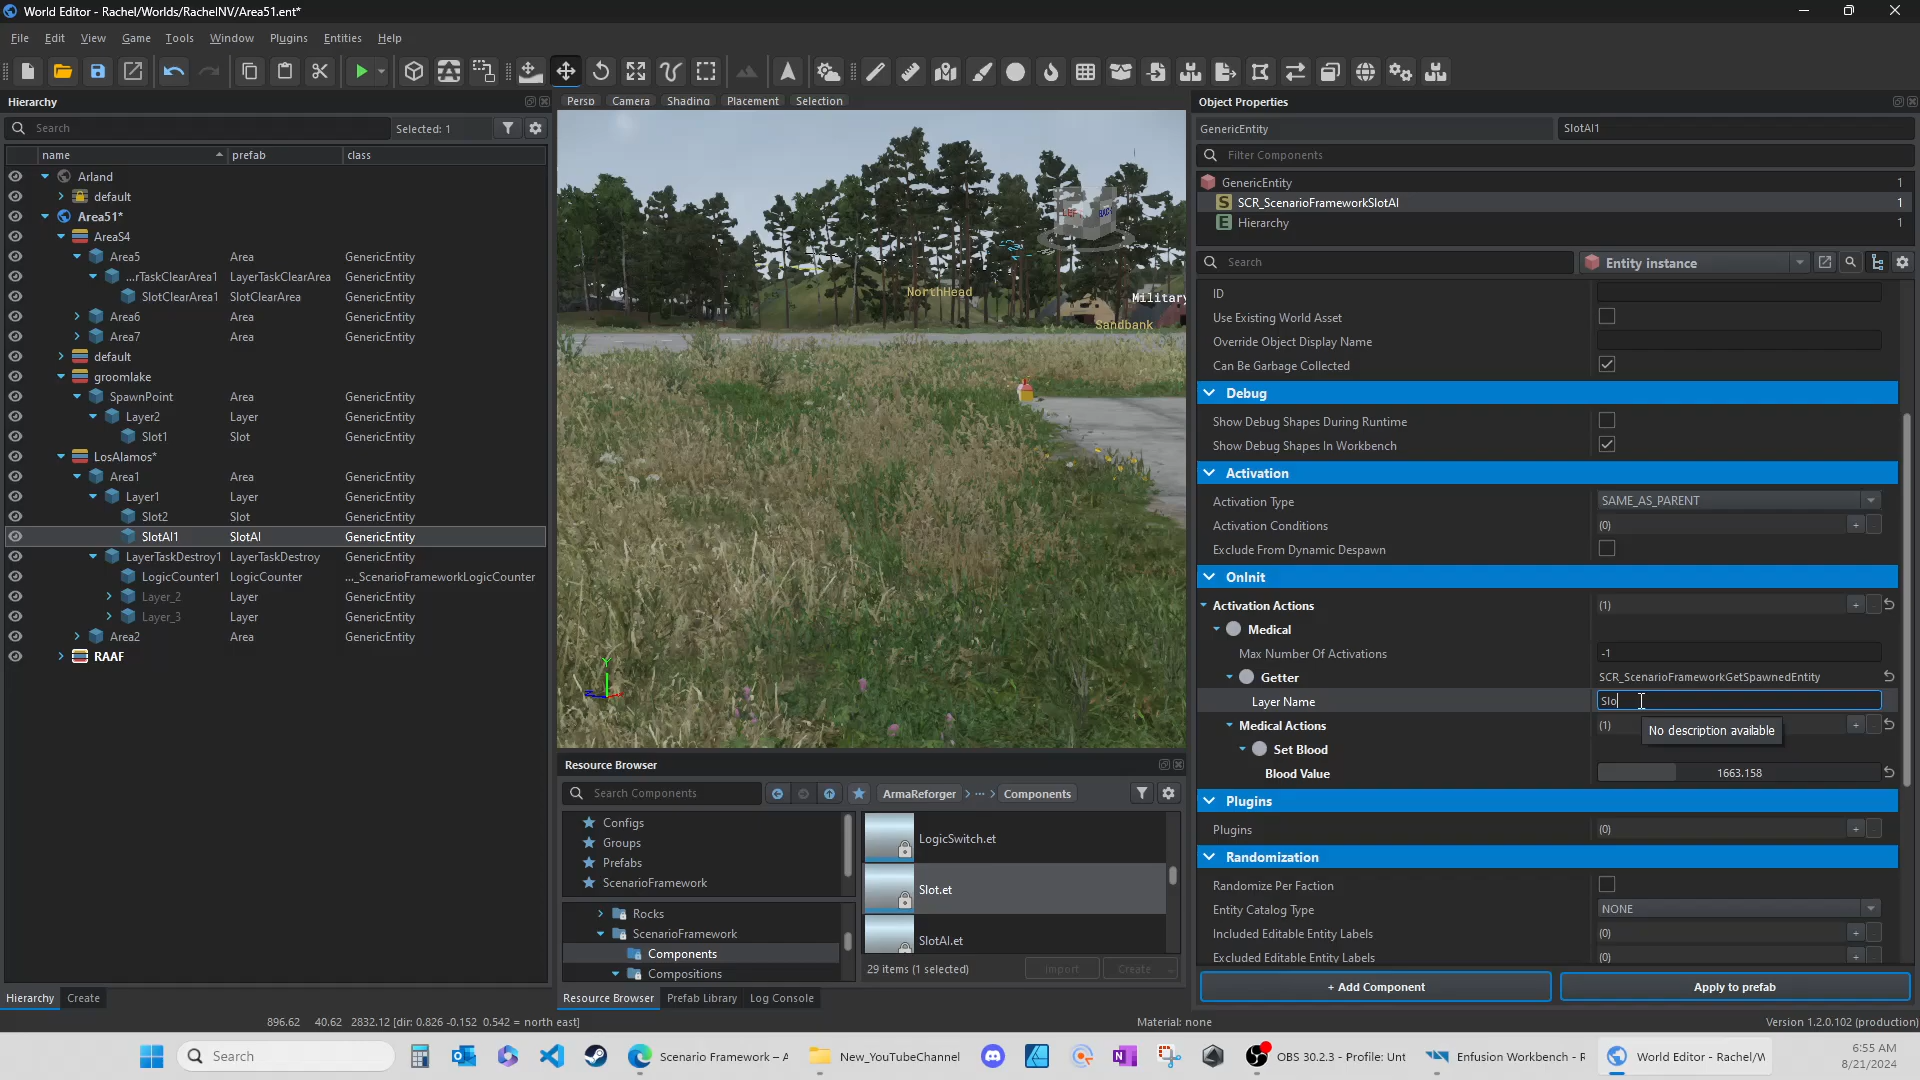 World Editor - Rachel/Worlds/RachelNV/Area51.ent*
File Edit View Game Tools Window Plugins Entities Help
Hierarchy
Search
Selected: 1
name prefab class
Arland
default
Area51*
AreaS4
Area5 Area GenericEntity
...rTaskClearArea1 LayerTaskClearArea GenericEntity
SlotClearArea1 SlotClearArea GenericEntity
Area6 Area GenericEntity
Area7 Area GenericEntity
default
groomlake
SpawnPoint Area GenericEntity
Layer2 Layer GenericEntity
Slot1 Slot GenericEntity
LosAlamos*
Area1 Area GenericEntity
Layer1 Layer GenericEntity
Slot2 Slot GenericEntity
SlotAI1 SlotAI GenericEntity
LayerTaskDestroy1 LayerTaskDestroy GenericEntity
LogicCounter1 LogicCounter ..._ScenarioFrameworkLogicCounter
Layer_2 Layer GenericEntity
Layer_3 Layer GenericEntity
Area2 Area GenericEntity
RAAF
Hierarchy Create
Persp Camera Shading Placement Selection
LEFT BACK
NorthHead
Military
Sandbank
Y
Resource Browser
Search Components
ArmaReforger > ... > Components
Configs
Groups
Prefabs
ScenarioFramework
Rocks
ScenarioFramework
Components
Compositions
LogicSwitch.et
Slot.et
SlotAI.et
29 items (1 selected)
Import Create
Resource Browser Prefab Library Log Console
Object Properties
GenericEntity SlotAI1
Filter Components
GenericEntity 1
S SCR_ScenarioFrameworkSlotAI 1
E Hierarchy 1
Search
Entity instance
ID
Use Existing World Asset
Override Object Display Name
Can Be Garbage Collected
Debug
Show Debug Shapes During Runtime
Show Debug Shapes In Workbench
Activation
Activation Type SAME_AS_PARENT
Activation Conditions (0)
Exclude From Dynamic Despawn
OnInit
Activation Actions (1)
Medical
Max Number Of Activations -1
Getter SCR_ScenarioFrameworkGetSpawnedEntity
Layer Name Slo
Medical Actions (1)
No description available
Set Blood
Blood Value 1663.158
Plugins
Plugins (0)
Randomization
Randomize Per Faction
Entity Catalog Type NONE
Included Editable Entity Labels (0)
Excluded Editable Entity Labels (0)
+ Add Component Apply to prefab
896.62 40.62 2832.12 [dir: 0.826 -0.152 0.542 = north east]
Material: none
Version 1.2.0.102 (production)
Search
Scenario Framework – A
New_YouTubeChannel
OBS 30.2.3 - Profile: Unt
Enfusion Workbench - R
World Editor - Rachel/W
6:55 AM
8/21/2024